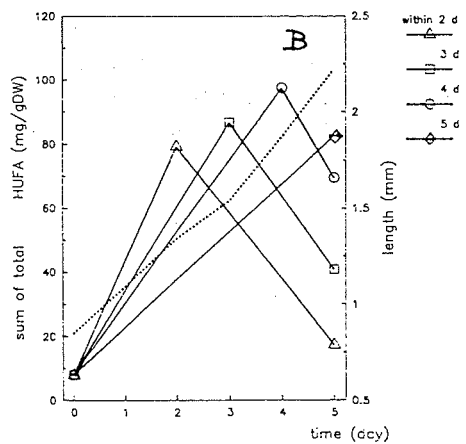 B
within 2 d
3 d
4 d
5 d
120
100
80
60
40
20
0
sum of total HUFA (mg/gDW)
2.5
2
1.5
1
0.5
length (mm)
0 1 2 3 4 5
time (dcy)